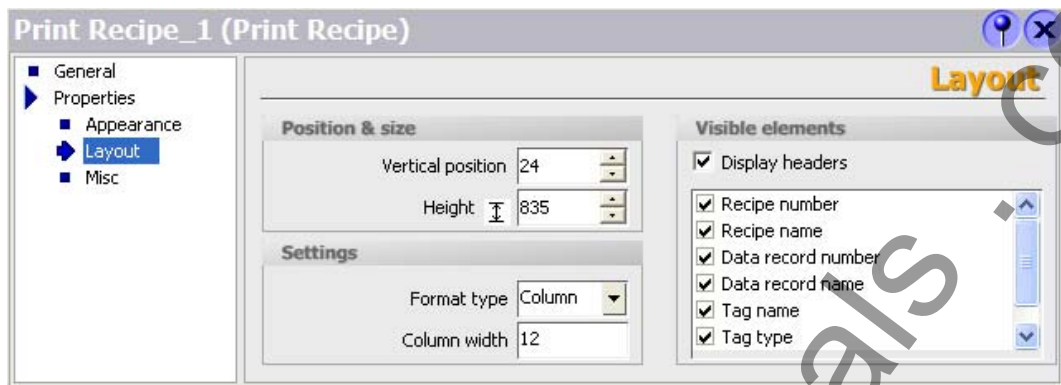 Print Recipe_1 (Print Recipe)
General
Properties
Appearance
Layout
Misc
Layout
Position & size
Vertical position 24
Height 835
Settings
Format type Column
Column width 12
Visible elements
Display headers
Recipe number
Recipe name
Data record number
Data record name
Tag name
Tag type